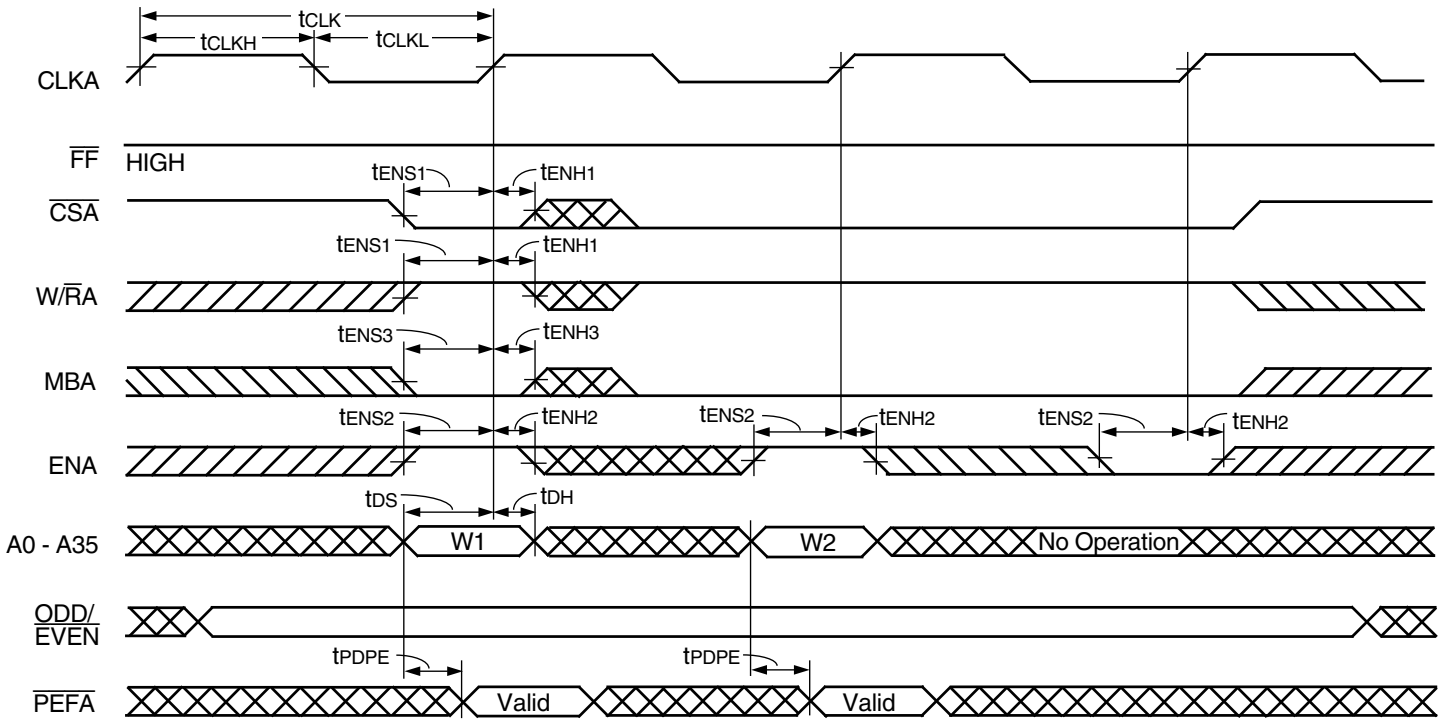 tCLK
tCLKH
tCLKL
CLKA
FF
HIGH
tENS1
tENH1
CSA
tENS1
tENH1
W/RA
tENS3
tENH3
MBA
tENS2
tENH2
tENS2
tENH2
tENS2
tENH2
ENA
tDS
tDH
A0 - A35
W1
W2
No Operation
ODD/
EVEN
tPDPE
tPDPE
PEFA
Valid
Valid